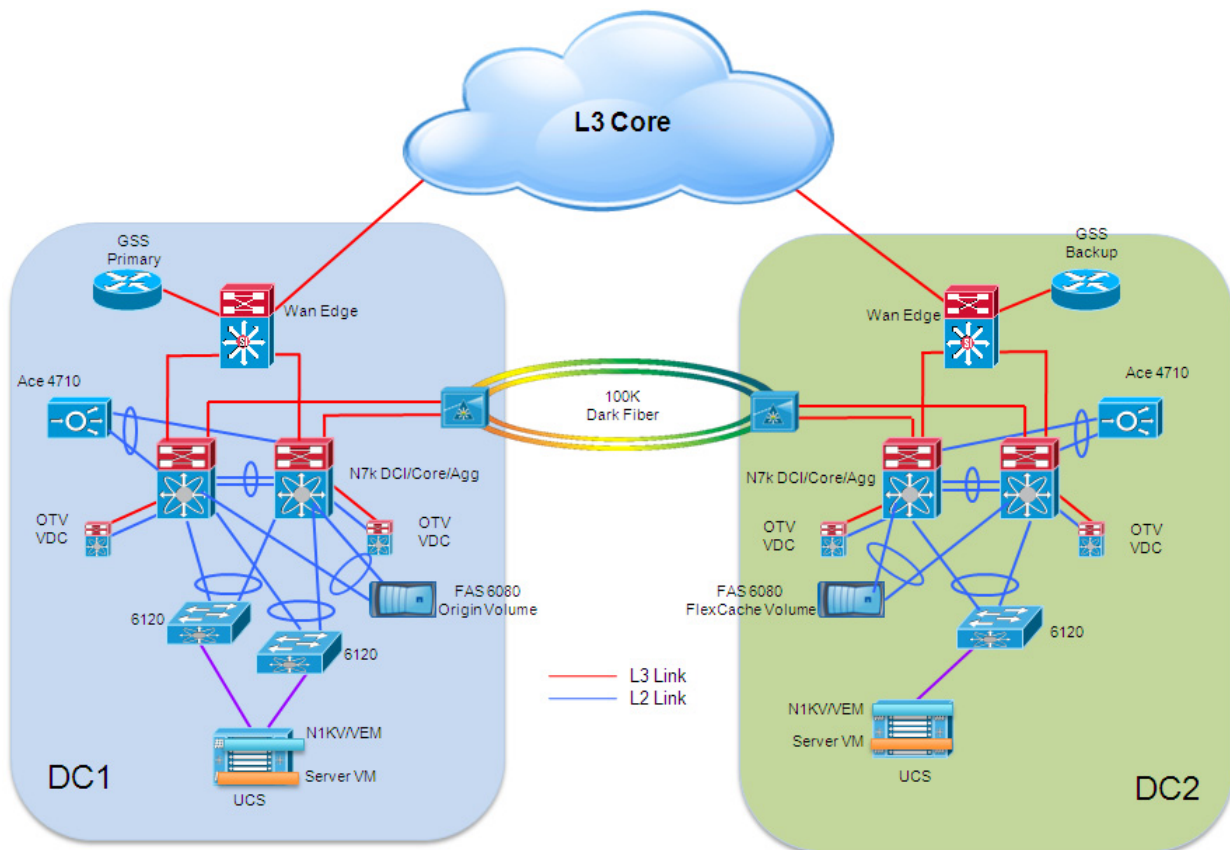 L3 Core
GSS
Primary
Wan Edge
Ace 4710
N7k DCI/Core/Agg
OTV
VDC
OTV
VDC
FAS 6080
Origin Volume
6120
6120
N1KV/VEM
Server VM
UCS
DC1
100K
Dark Fiber
L3 Link
L2 Link
GSS
Backup
Wan Edge
Ace 4710
N7k DCI/Core/Agg
OTV
VDC
OTV
VDC
FAS 6080
FlexCache Volume
6120
N1KV/VEM
Server VM
UCS
DC2